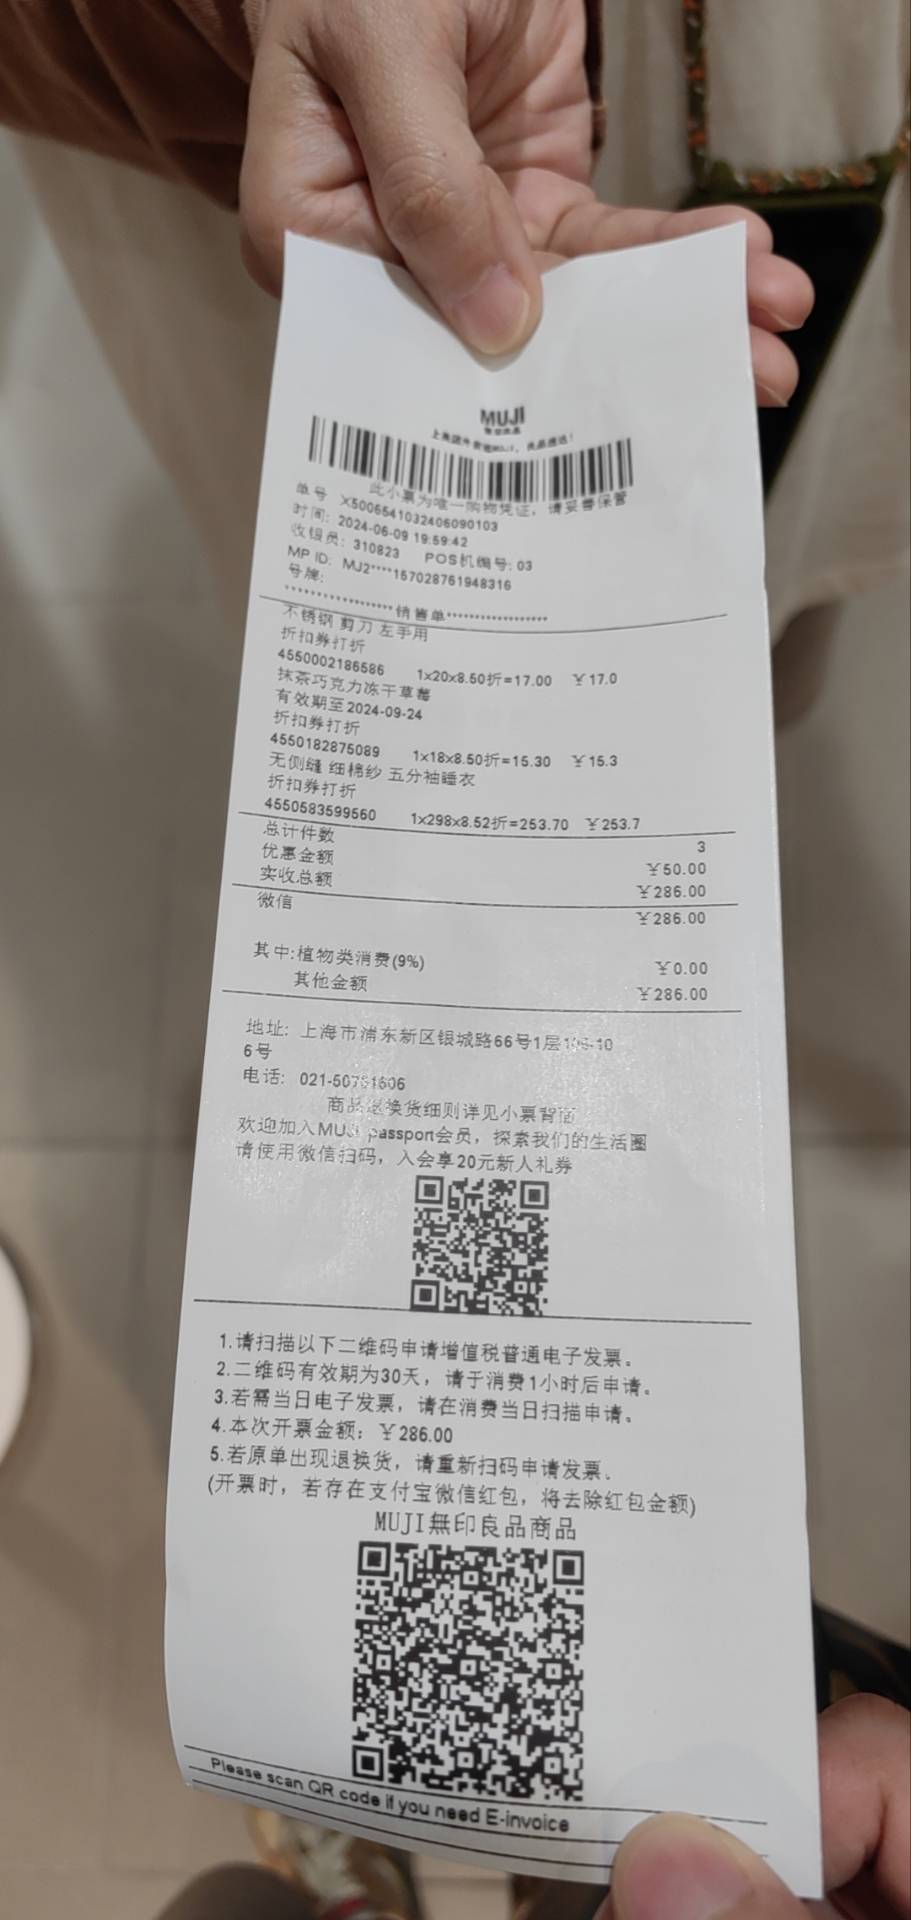 MUJI
無印良品
此小票为唯一购物凭证，请妥善保管
单号 X5006541032406090103
时间: 2024-06-09 19:59:42
收银员: 310823 POS机编号: 03
MP ID: MJ2****157028761948316
号牌:
******************销售单*****************
不锈钢 剪刀 左手用
折扣券打折
4550002186586 1x20x8.50折=17.00 ¥17.0
抹茶巧克力冻干草莓
有效期至2024-09-24
折扣券打折
4550182875089 1x18x8.50折=15.30 ¥15.3
无侧缝 细棉纱 五分袖睡衣
折扣券打折
4550583599560 1x298x8.52折=253.70 ¥253.7
总计件数 3
优惠金额 ¥50.00
实收总额 ¥286.00
微信 ¥286.00
其中:植物类消费(9%) ¥0.00
其他金额 ¥286.00
地址: 上海市浦东新区银城路66号1层106-10
6号
电话: 021-50761606
商品退换货细则详见小票背面
欢迎加入MUJI passport会员，探索我们的生活圈
请使用微信扫码，入会享20元新人礼券
1.请扫描以下二维码申请增值税普通电子发票。
2.二维码有效期为30天，请于消费1小时后申请。
3.若需当日电子发票，请在消费当日扫描申请。
4.本次开票金额: ¥286.00
5.若原单出现退换货，请重新扫码申请发票。
(开票时，若存在支付宝微信红包，将去除红包金额)
MUJI無印良品商品
Please scan QR code if you need E-invoice